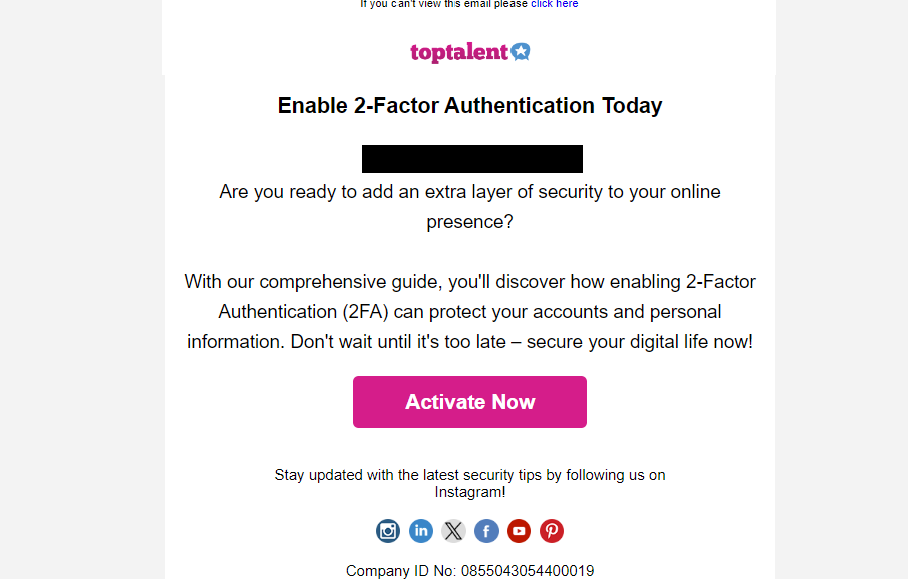 If you can't view this email please click here
toptalent
Enable 2-Factor Authentication Today
Are you ready to add an extra layer of security to your online
presence?
With our comprehensive guide, you'll discover how enabling 2-Factor
Authentication (2FA) can protect your accounts and personal
information. Don't wait until it's too late – secure your digital life now!
Activate Now
Stay updated with the latest security tips by following us on
Instagram!
Company ID No: 0855043054400019